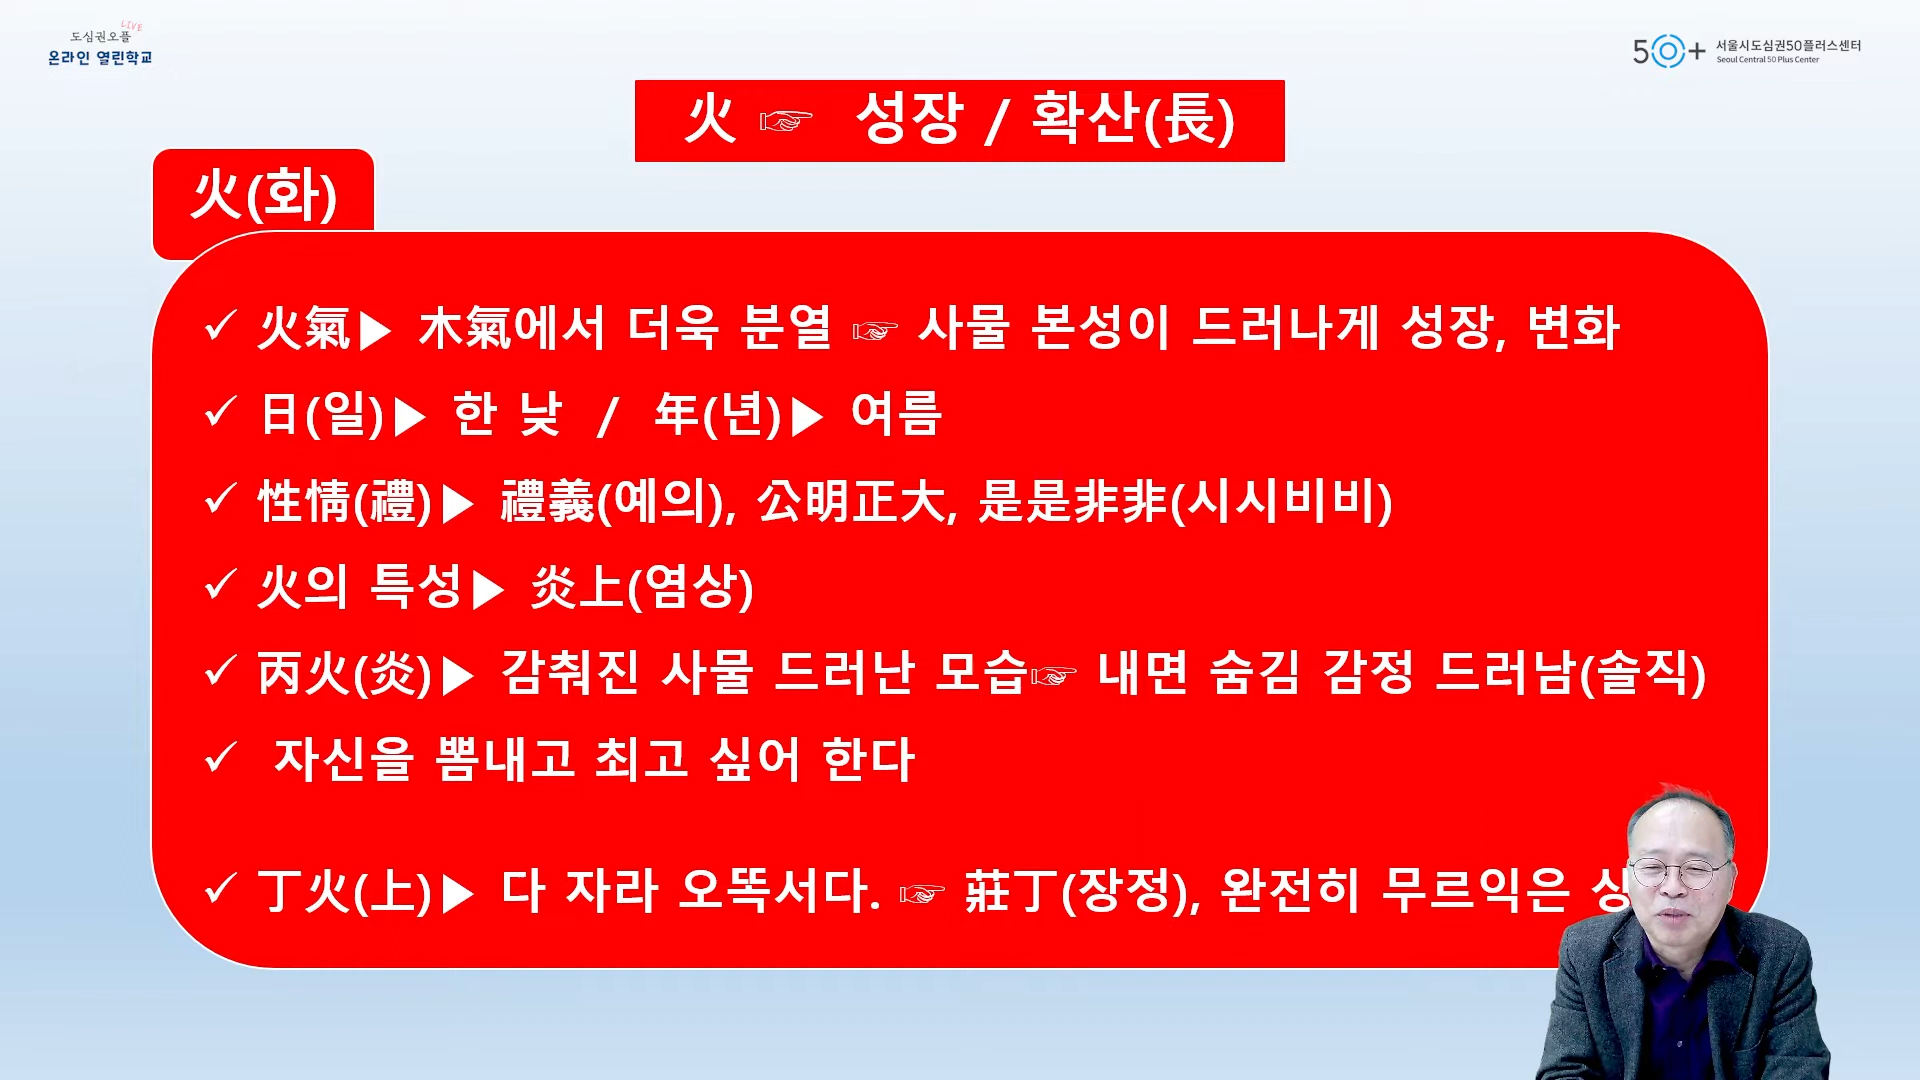 LIVE
도심권오플
온라인 열린학교
50+ 서울시도심권50플러스센터
Seoul Central 50 Plus Center
火 ☞ 성장 / 확산(長)
火(화)
✓ 火氣▶ 木氣에서 더욱 분열 ☞ 사물 본성이 드러나게 성장, 변화
✓ 日(일)▶ 한 낮 / 年(년)▶ 여름
✓ 性情(禮)▶ 禮義(예의), 公明正大, 是是非非(시시비비)
✓ 火의 특성▶ 炎上(염상)
✓ 丙火(炎)▶ 감춰진 사물 드러난 모습☞ 내면 숨김 감정 드러남(솔직)
✓ 자신을 뽐내고 최고 싶어 한다
✓ 丁火(上)▶ 다 자라 오똑서다. ☞ 莊丁(장정), 완전히 무르익은